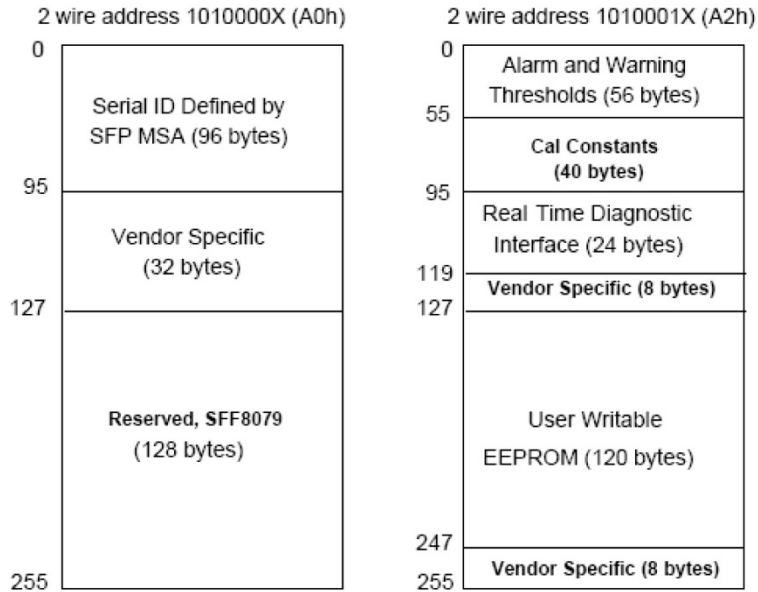 2 wire address 1010000X (A0h)
0
Serial ID Defined by
SFP MSA (96 bytes)
95
Vendor Specific
(32 bytes)
127
Reserved, SFF8079
(128 bytes)
255
2 wire address 1010001X (A2h)
0
Alarm and Warning
Thresholds (56 bytes)
55
Cal Constants
(40 bytes)
95
Real Time Diagnostic
Interface (24 bytes)
119
Vendor Specific (8 bytes)
127
User Writable
EEPROM (120 bytes)
247
Vendor Specific (8 bytes)
255